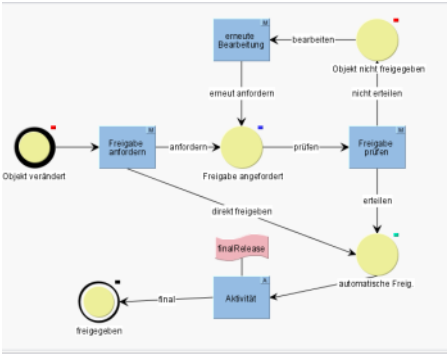 M
erneute
Bearbeitung
bearbeiten
Objekt nicht freigegeben
erneut anfordern
nicht erteilen
M
Freigabe
anfordern
anfordern
prüfen
M
Freigabe
prüfen
Objekt verändert
Freigabe angefordert
erteilen
direkt freigeben
finalRelease
automatische Freig.
A
Aktivität
final
freigegeben